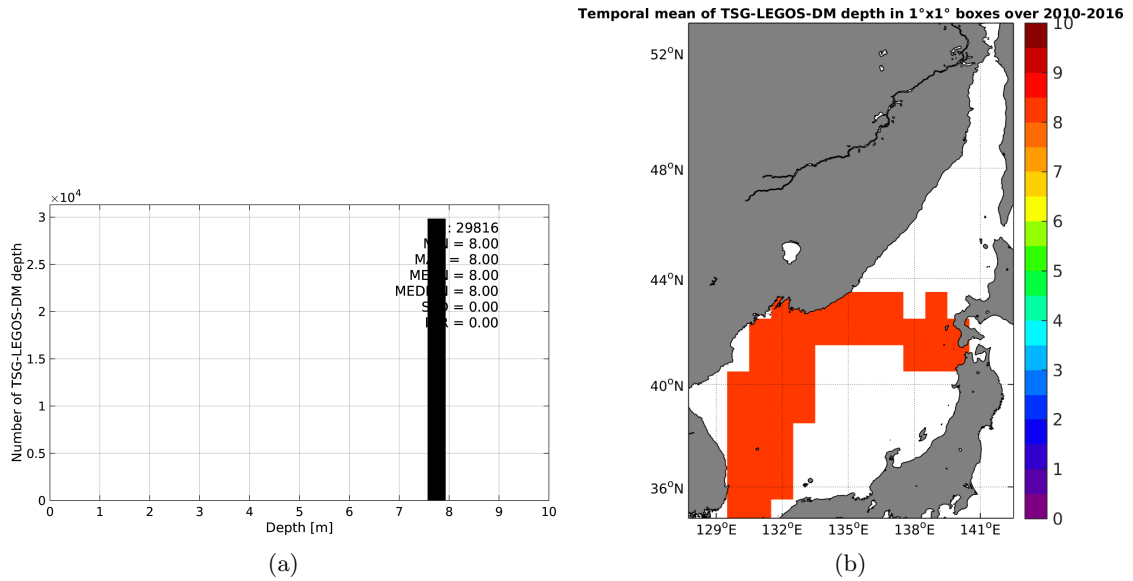 ×10⁴
3
2.5
2
1.5
1
0.5
0
Number of TSG-LEGOS-DM depth
: 29816
= 8.00
= 8.00
= 8.00
= 8.00
= 0.00
= 0.00
0 1 2 3 4 5 6 7 8 9 10
Depth [m]
(a)
Temporal mean of TSG-LEGOS-DM depth in 1°x1° boxes over 2010-2016
52°N
48°N
44°N
40°N
36°N
129°E 132°E 135°E 138°E 141°E
10
9
8
7
6
5
4
3
2
1
0
(b)